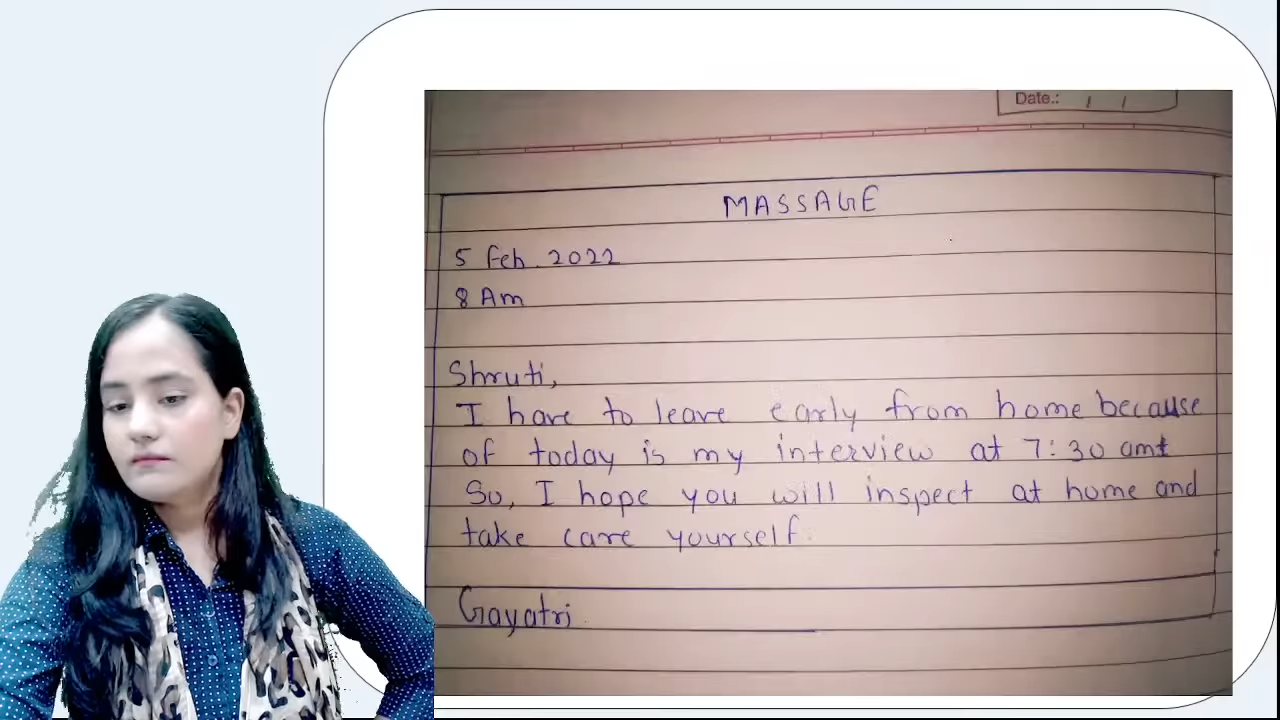 Date.: / /
MASSAGE
5 Feb. 2022
8 Am
Shruti,
I have to leave early from home because
of today is my interview at 7:30 am
So, I hope you will inspect at home and
take care yourself.
Gayatri